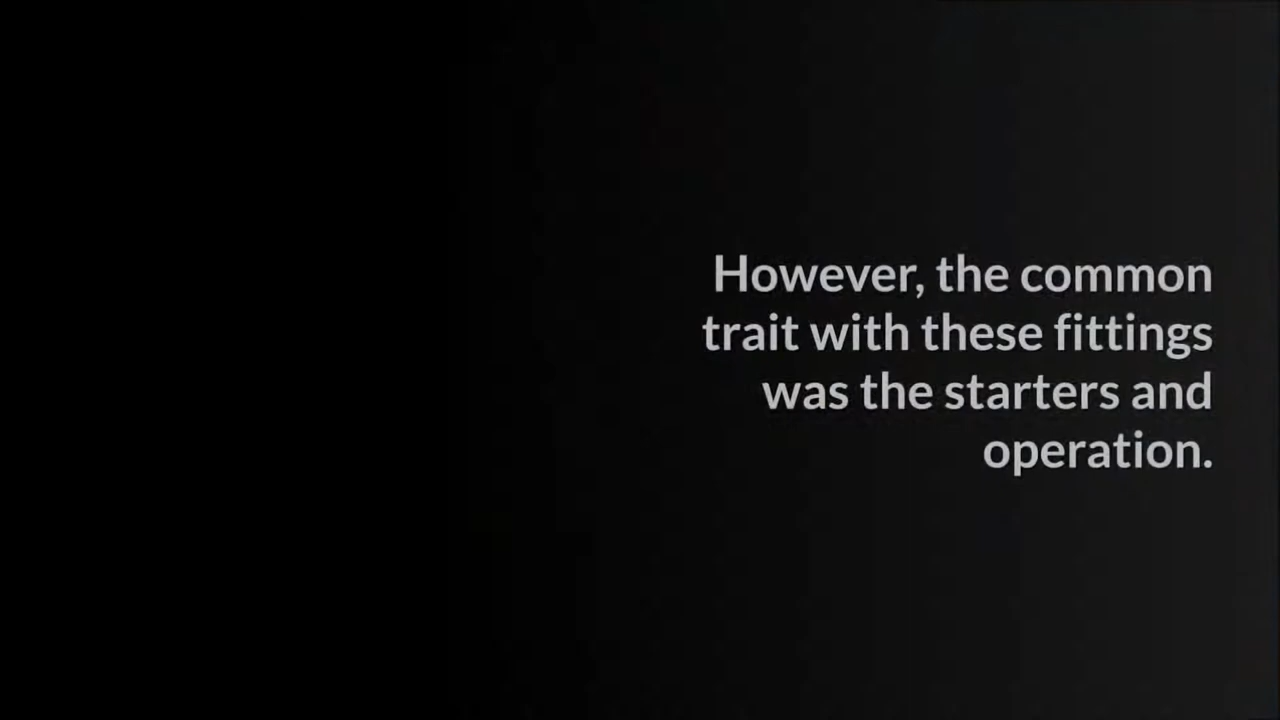 However, the common
trait with these fittings
was the starters and
operation.